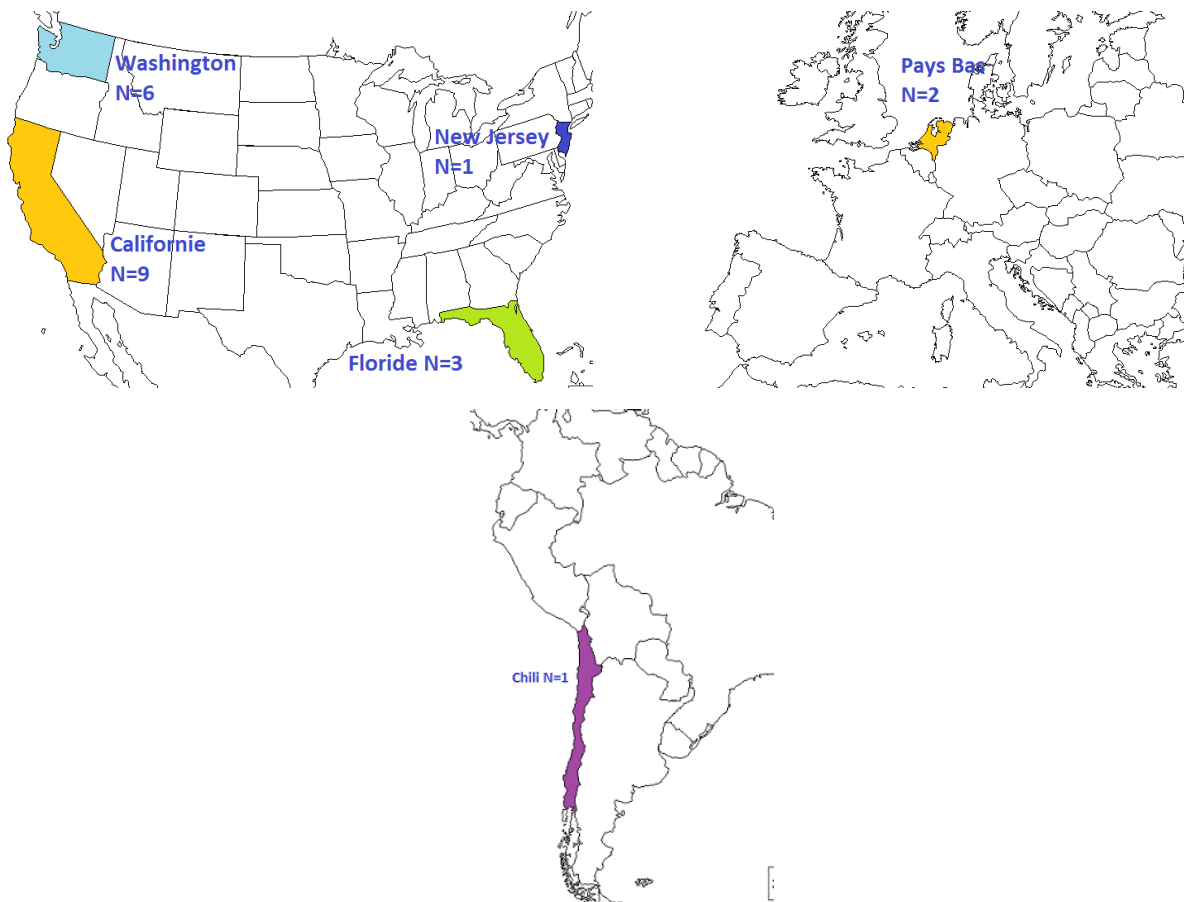 Washington
N=6
New Jersey
N=1
Californie
N=9
Floride N=3
Pays Bas
N=2
Chili N=1